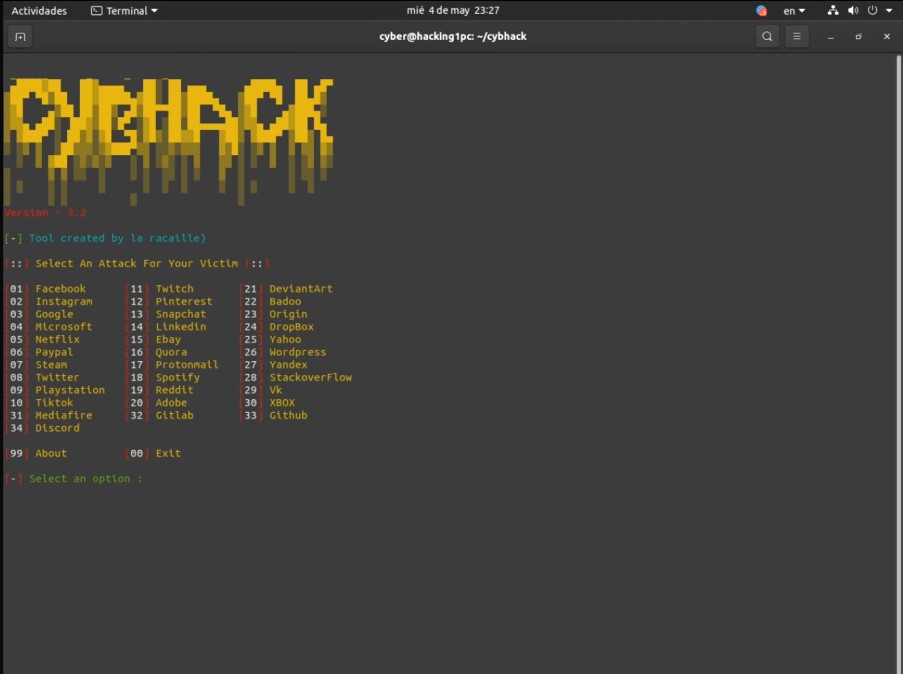 Actividades Terminal mié 4 de may 23:27 en
cyber@hacking1pc: ~/cybhack
CYBHACK
Version : 2.2
[-] Tool created by la racaille)
[::] Select An Attack For Your Victim [::]
[01] Facebook [11] Twitch [21] DeviantArt
[02] Instagram [12] Pinterest [22] Badoo
[03] Google [13] Snapchat [23] Origin
[04] Microsoft [14] Linkedin [24] DropBox
[05] Netflix [15] Ebay [25] Yahoo
[06] Paypal [16] Quora [26] Wordpress
[07] Steam [17] Protonmail [27] Yandex
[08] Twitter [18] Spotify [28] StackoverFlow
[09] Playstation [19] Reddit [29] Vk
[10] Tiktok [20] Adobe [30] XBOX
[31] Mediafire [32] Gitlab [33] Github
[34] Discord
[99] About [00] Exit
[-] Select an option :